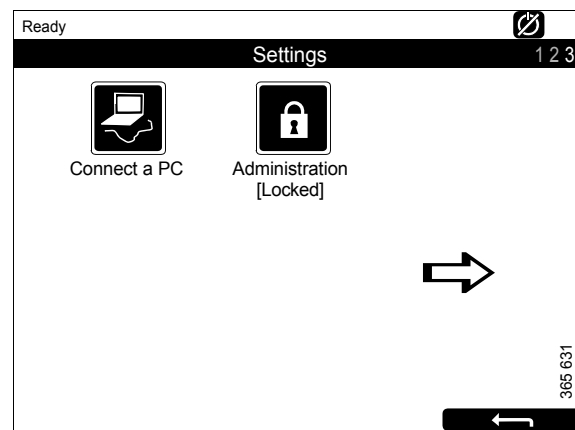 Ready
Settings
1 2 3
Connect a PC
Administration
[Locked]
365 631